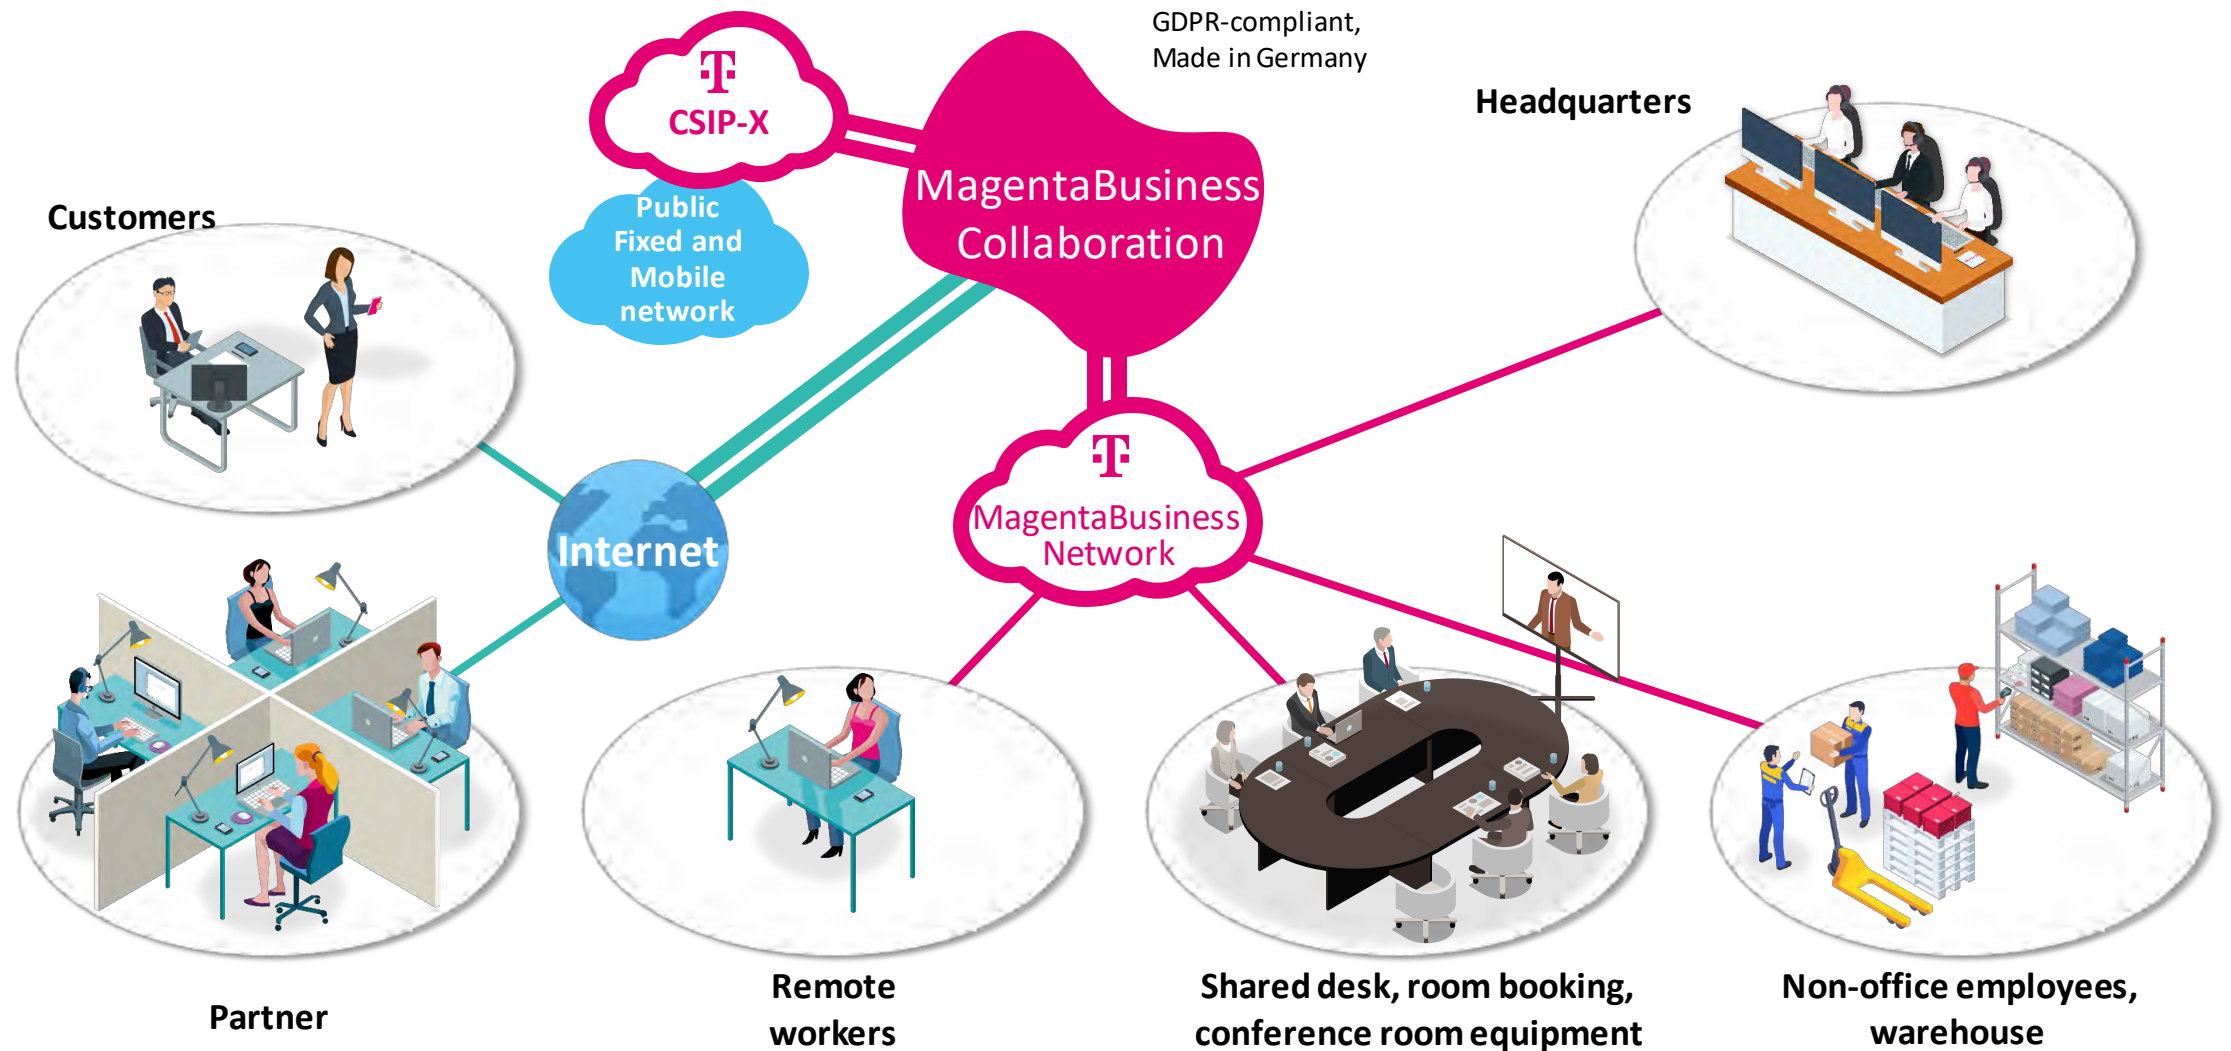 GDPR-compliant,
Made in Germany
T
CSIP-X
Headquarters
MagentaBusiness
Collaboration
Customers
Public
Fixed and
Mobile
network
T
MagentaBusiness
Network
Internet
Partner
Remote
workers
Shared desk, room booking,
conference room equipment
Non-office employees,
warehouse